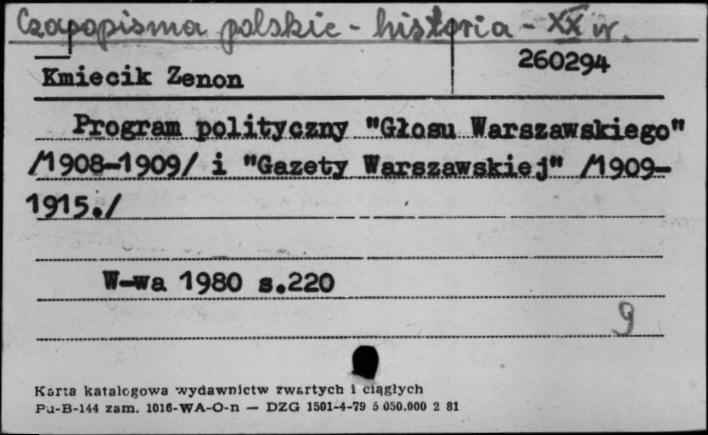 Czasopisma polskie - historia - XX w.
260294
Kmiecik Zenon
Program polityczny "Głosu Warszawskiego"
/1908-1909/ i "Gazety Warszawskiej" /1909-
1915./
W-wa 1980 s.220
9
Karta katalogowa wydawnictw zwartych i ciągłych
Pu-B-144 zam. 1016-WA-O-n — DZG 1501-4-79 5 050.000 2 81